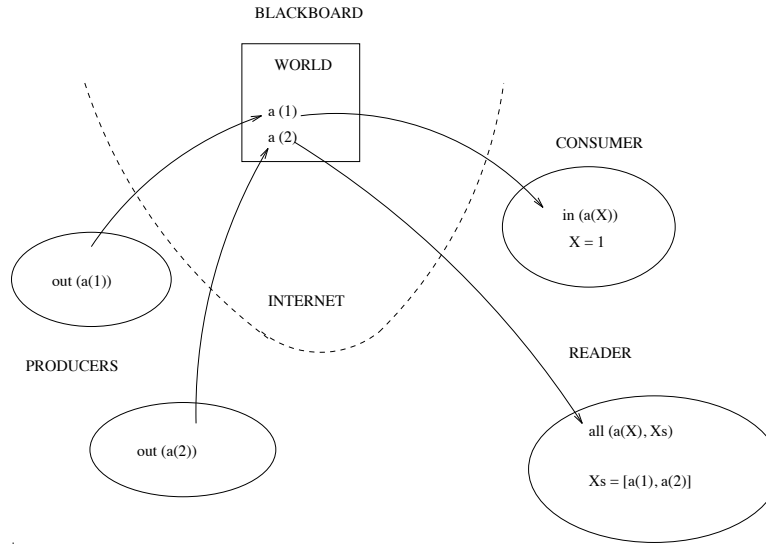 BLACKBOARD
WORLD
a (1)
a (2)
CONSUMER
in (a(X))
X = 1
out (a(1))
INTERNET
PRODUCERS
READER
all (a(X), Xs)
out (a(2))
Xs = [a(1), a(2)]